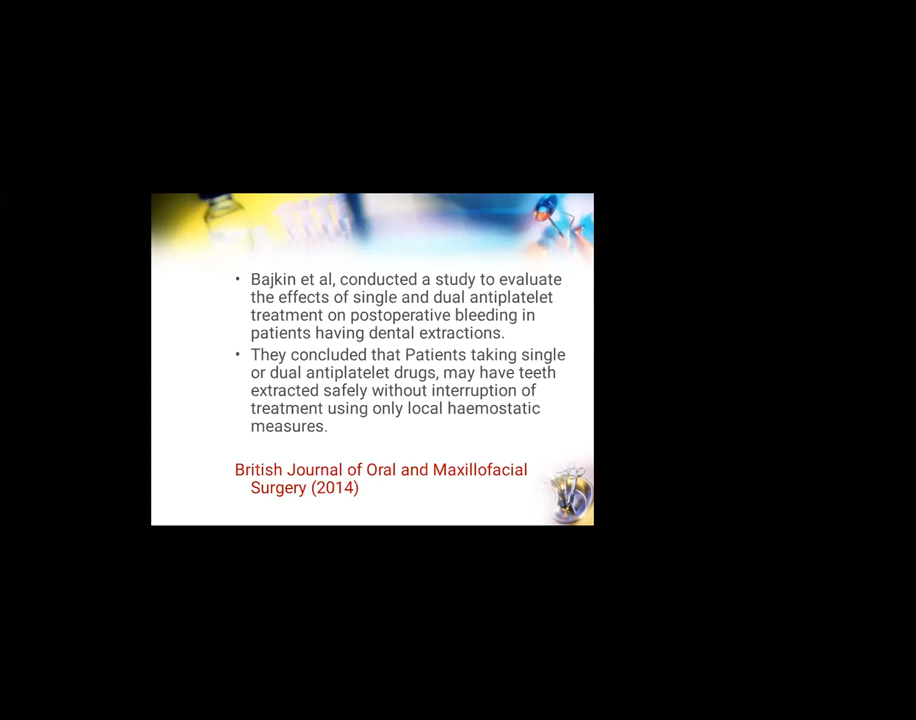 • Bajkin et al, conducted a study to evaluate
the effects of single and dual antiplatelet
treatment on postoperative bleeding in
patients having dental extractions.
• They concluded that Patients taking single
or dual antiplatelet drugs, may have teeth
extracted safely without interruption of
treatment using only local haemostatic
measures.
British Journal of Oral and Maxillofacial
Surgery (2014)